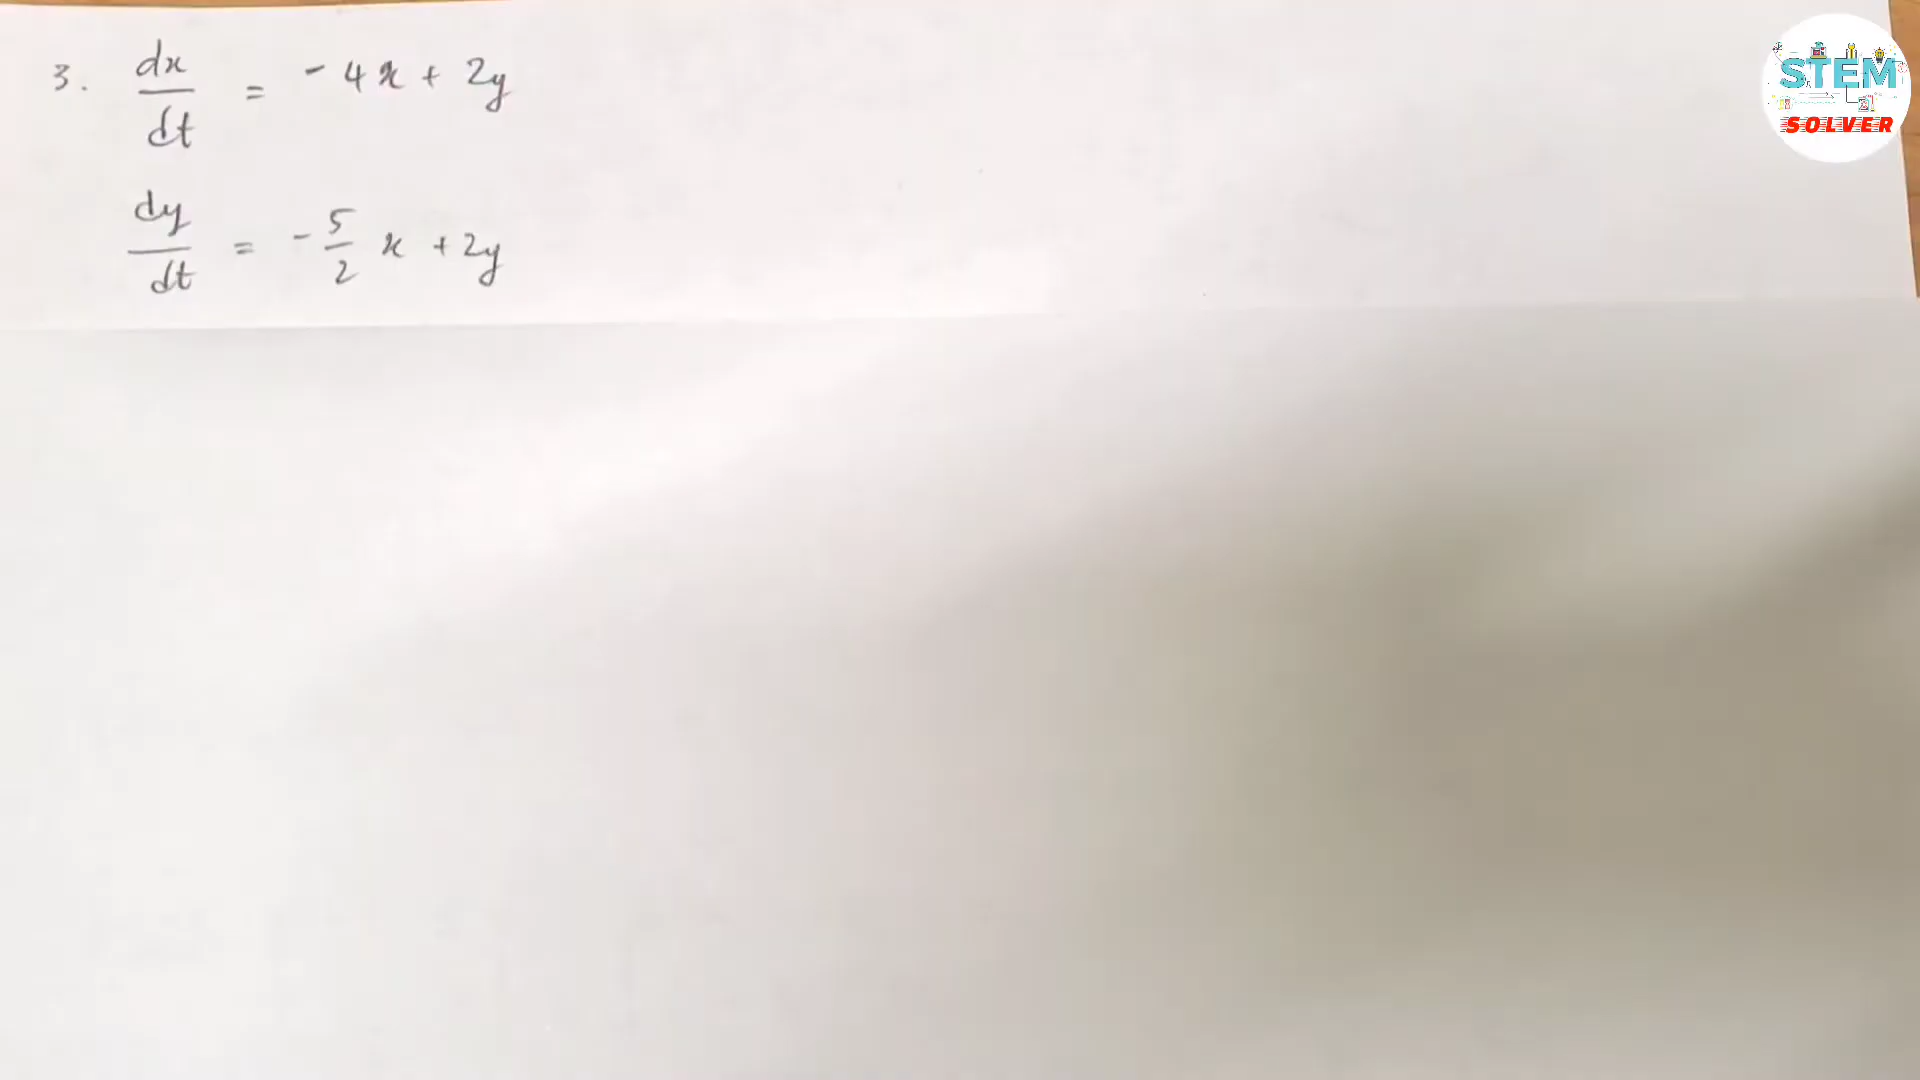 3. dx/dt = -4x + 2y
dy/dt = -5/2 x + 2y
STEM
SOLVER